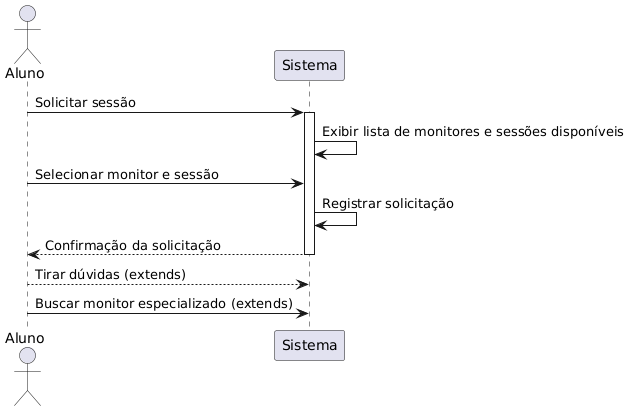 Aluno
Sistema
Solicitar sessão
Exibir lista de monitores e sessões disponíveis
Selecionar monitor e sessão
Registrar solicitação
Confirmação da solicitação
Tirar dúvidas (extends)
Buscar monitor especializado (extends)
Aluno
Sistema